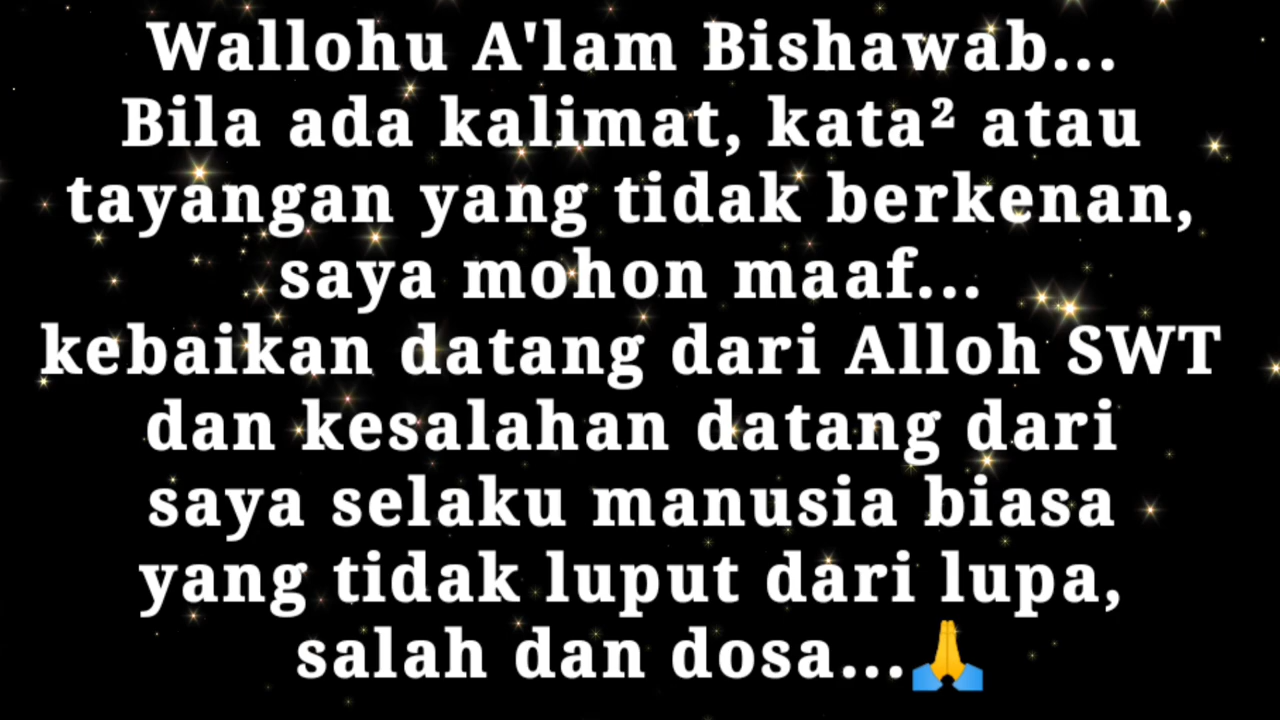 Wallohu A'lam Bishawab...
Bila ada kalimat, kata² atau
tayangan yang tidak berkenan,
saya mohon maaf...
kebaikan datang dari Alloh SWT
dan kesalahan datang dari
saya selaku manusia biasa
yang tidak luput dari lupa,
salah dan dosa...🙏